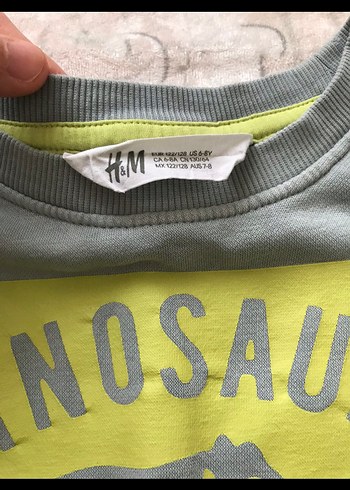 H&M
EUR 122/128 US 6-8Y
CA 6-8A CN 130/64
MX 122/128 AUS 7-8
INOSAU